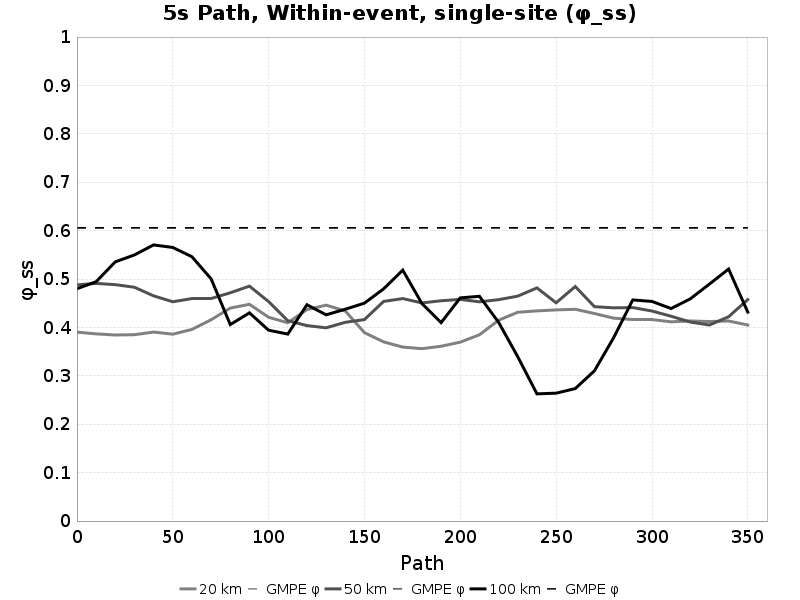 5s Path, Within-event, single-site (φ_ss)
1
0.9
0.8
0.7
0.6
0.5
0.4
0.3
0.2
0.1
0
φ_ss
0 50 100 150 200 250 300 350
Path
20 km GMPE φ 50 km GMPE φ 100 km GMPE φ